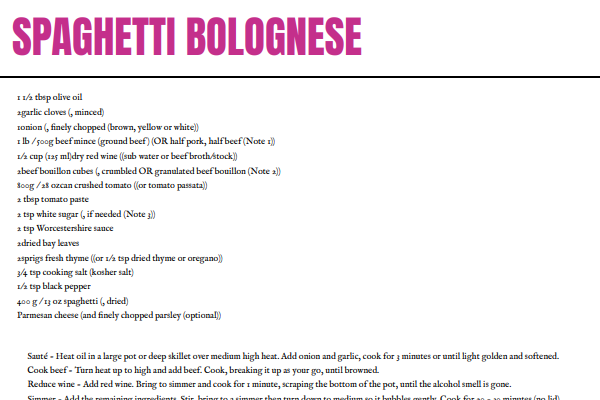 SPAGHETTI BOLOGNESE
1 1/2 tbsp olive oil
2garlic cloves (, minced)
1onion (, finely chopped (brown, yellow or white))
1 lb /500g beef mince (ground beef) (OR half pork, half beef (Note 1))
1/2 cup (125 ml)dry red wine ((sub water or beef broth/stock))
2beef bouillon cubes (, crumbled OR granulated beef bouillon (Note 2))
800g /28 ozcan crushed tomato ((or tomato passata))
2 tbsp tomato paste
2 tsp white sugar (, if needed (Note 3))
2 tsp Worcestershire sauce
2dried bay leaves
2sprigs fresh thyme ((or 1/2 tsp dried thyme or oregano))
3/4 tsp cooking salt (kosher salt)
1/2 tsp black pepper
400 g /13 oz spaghetti (, dried)
Parmesan cheese (and finely chopped parsley (optional))
Sauté - Heat oil in a large pot or deep skillet over medium high heat. Add onion and garlic, cook for 3 minutes or until light golden and softened.
Cook beef - Turn heat up to high and add beef. Cook, breaking it up as your go, until browned.
Reduce wine - Add red wine. Bring to simmer and cook for 1 minute, scraping the bottom of the pot, until the alcohol smell is gone.
Simmer - Add the remaining ingredients. Stir, bring to a simmer then turn down to medium so it bubbles gently. Cook for 20 - 30 minutes (no lid)